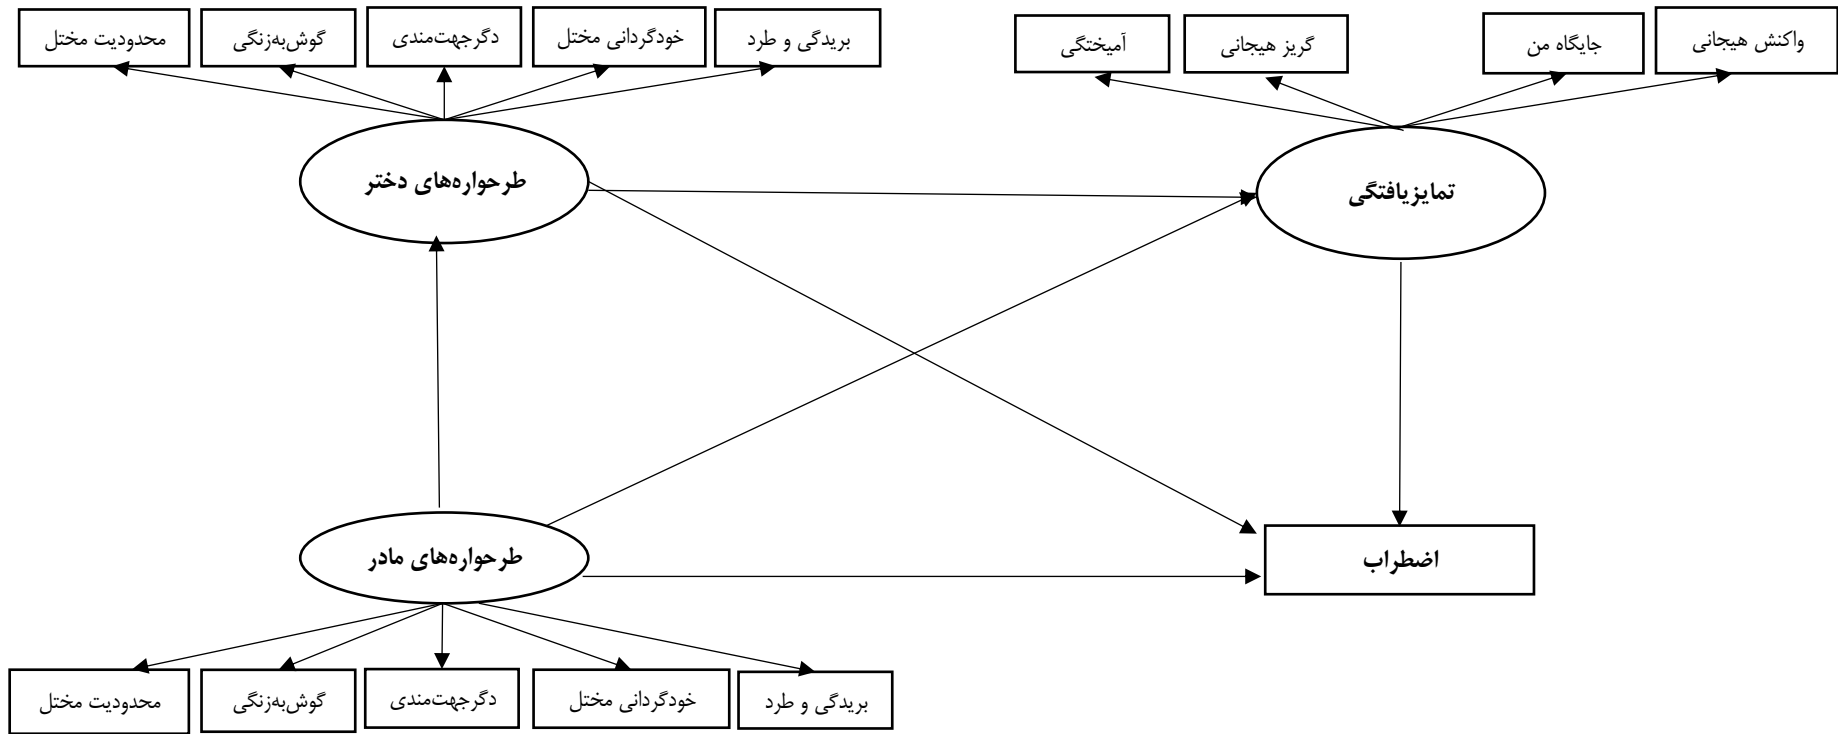 واکنش هیجانی
جایگاه من
گریز هیجانی
آمیختگی
بریدگی و طرد
خودگردانی مختل
دگرجهت‌مندی
گوش‌به‌زنگی
محدودیت مختل
تمایزیافتگی
طرحواره‌های دختر
اضطراب
طرحواره‌های مادر
بریدگی و طرد
خودگردانی مختل
دگرجهت‌مندی
گوش‌به‌زنگی
محدودیت مختل